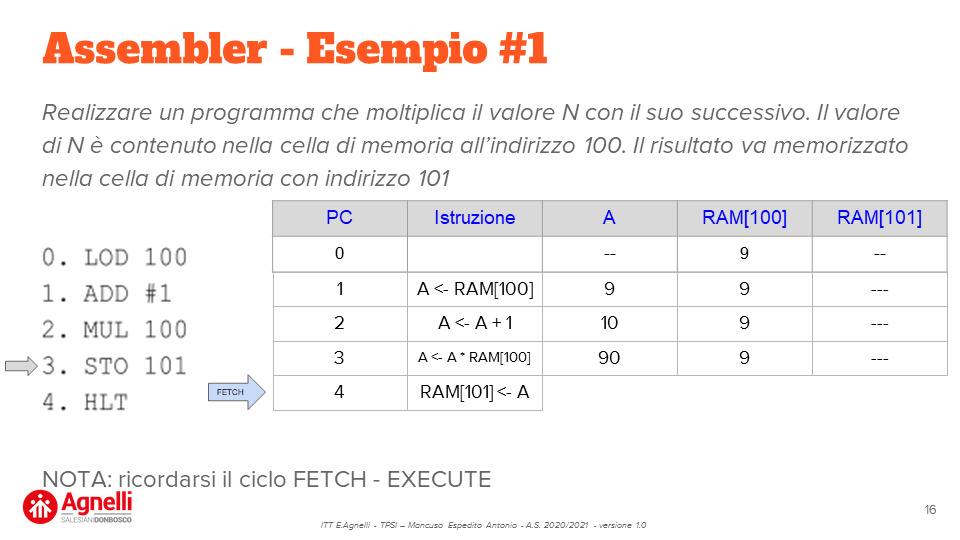 Assembler - Esempio #1
Realizzare un programma che moltiplica il valore N con il suo successivo. Il valore
di N è contenuto nella cella di memoria all’indirizzo 100. Il risultato va memorizzato
nella cella di memoria con indirizzo 101
0. LOD 100
1. ADD #1
2. MUL 100
3. STO 101
4. HLT
PC Istruzione A RAM[100] RAM[101]
0 -- 9 --
1 A <- RAM[100] 9 9 ---
2 A <- A + 1 10 9 ---
3 A <- A * RAM[100] 90 9 ---
FETCH 4 RAM[101] <- A
NOTA: ricordarsi il ciclo FETCH - EXECUTE
Agnelli
SALESIANI DONBOSCO
ITT E.Agnelli - TPSI – Mancuso Espedito Antonio - A.S. 2020/2021 - versione 1.0
16